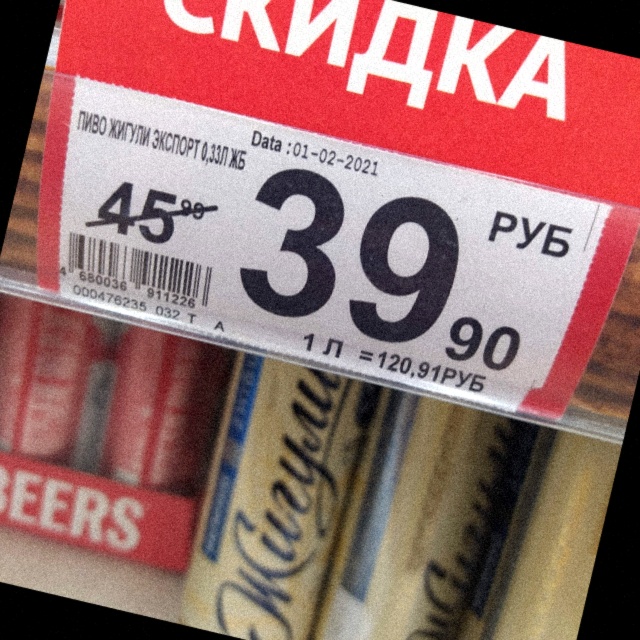 СКИДКА
ПИВО ЖИГУЛИ ЭКСПОРТ 0,33Л ЖБ
Data : 01-02-2021
45 90
39 90
РУБ
4 680036 911226
000476235 032 Т А
1 Л =120,91РУБ
BEERS
Жигули